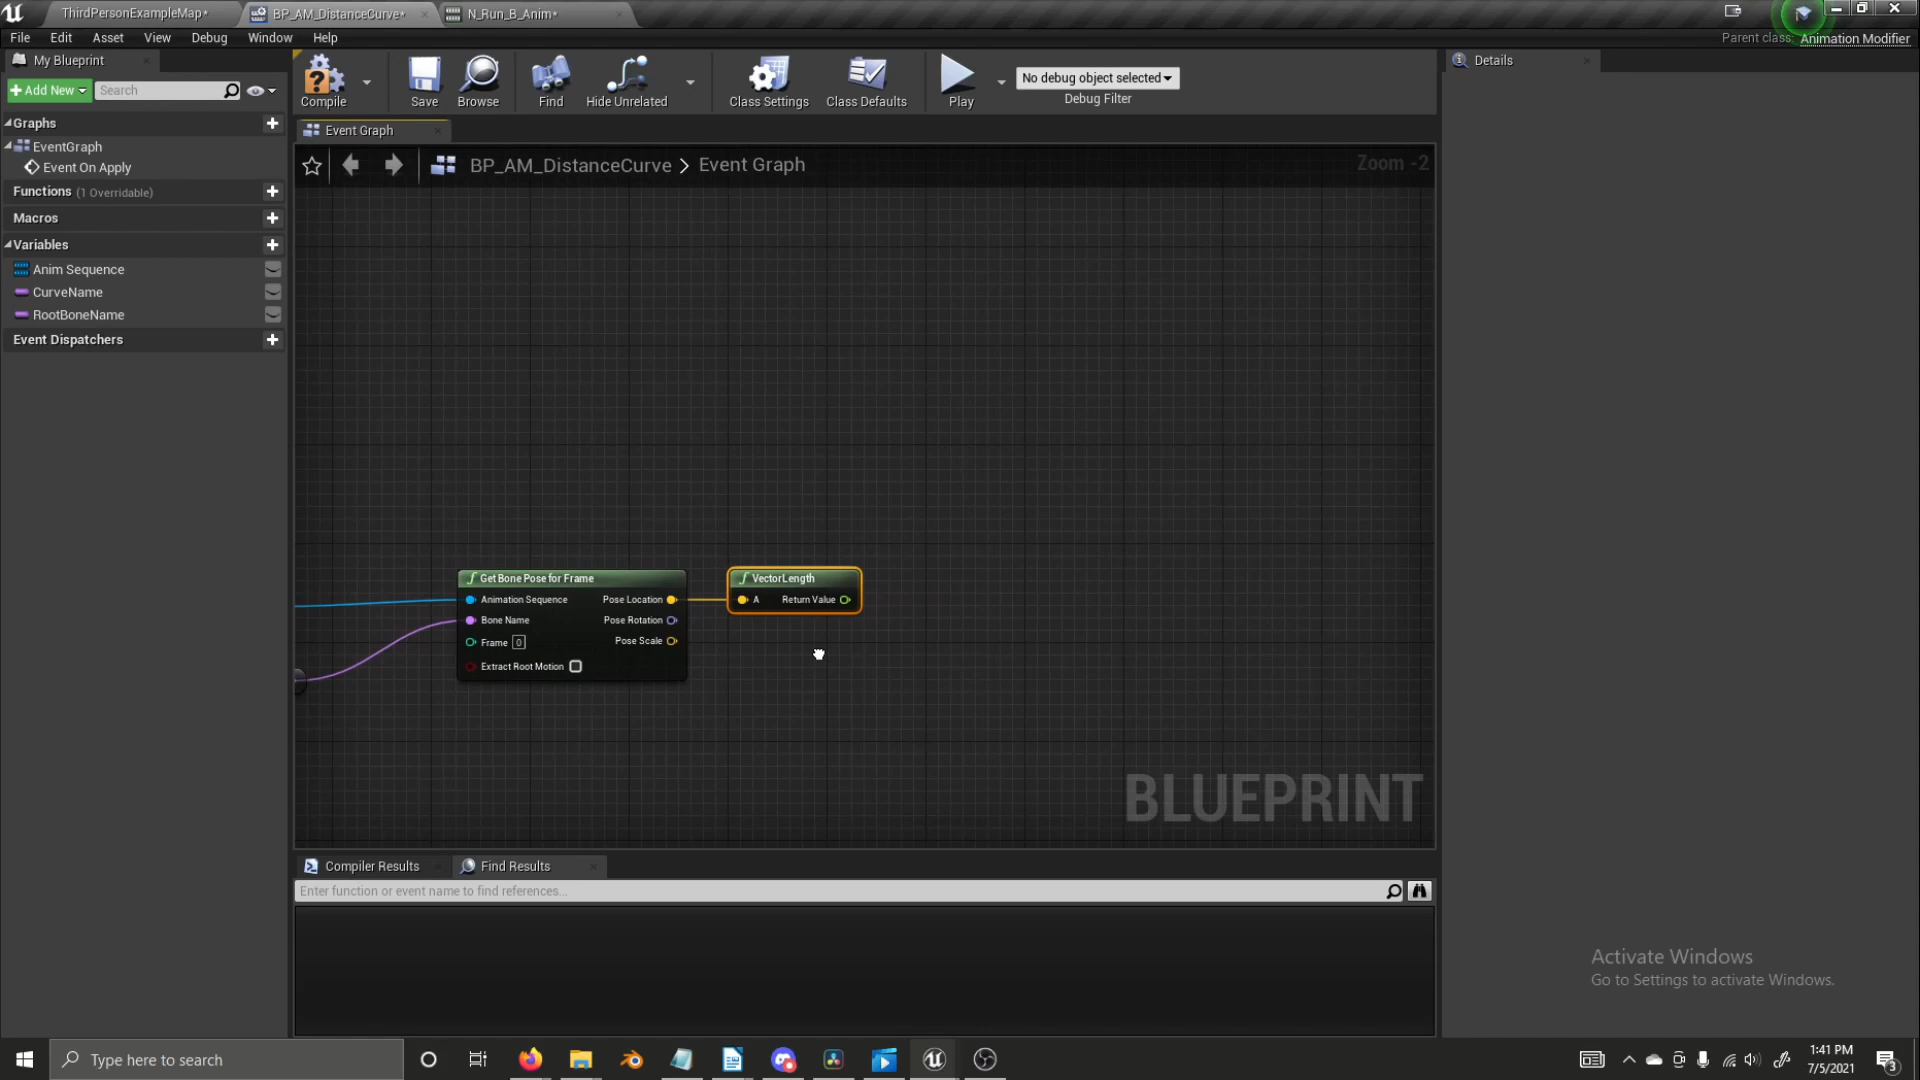 ThirdPersonExampleMap*
BP_AM_DistanceCurve*
N_Run_B_Anim*
File Edit Asset View Debug Window Help
Parent class: Animation Modifier
My Blueprint
Add New
Search
Compile
Save
Browse
Find
Hide Unrelated
Class Settings
Class Defaults
Play
No debug object selected
Debug Filter
Details
Graphs
EventGraph
Event On Apply
Functions (1 Overridable)
Macros
Variables
Anim Sequence
CurveName
RootBoneName
Event Dispatchers
Event Graph
BP_AM_DistanceCurve > Event Graph
Zoom -2
Get Bone Pose for Frame
Animation Sequence Pose Location
Bone Name Pose Rotation
Frame 0 Pose Scale
Extract Root Motion
VectorLength
A Return Value
BLUEPRINT
Compiler Results
Find Results
Enter function or event name to find references...
Activate Windows
Go to Settings to activate Windows.
Type here to search
1:41 PM
7/5/2021
3